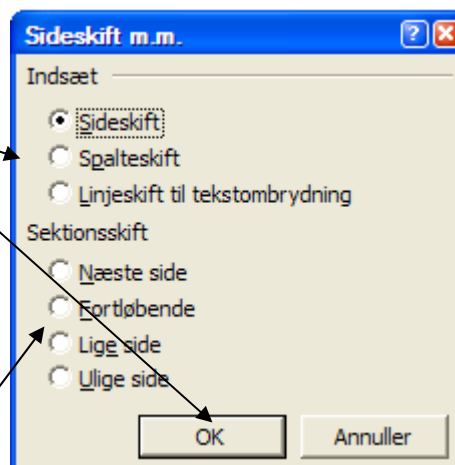 Sideskift m.m.
Indsæt
Sideskift
Spalteskift
Linjeskift til tekstombrydning
Sektionsskift
Næste side
Fortløbende
Lige side
Ulige side
OK
Annuller